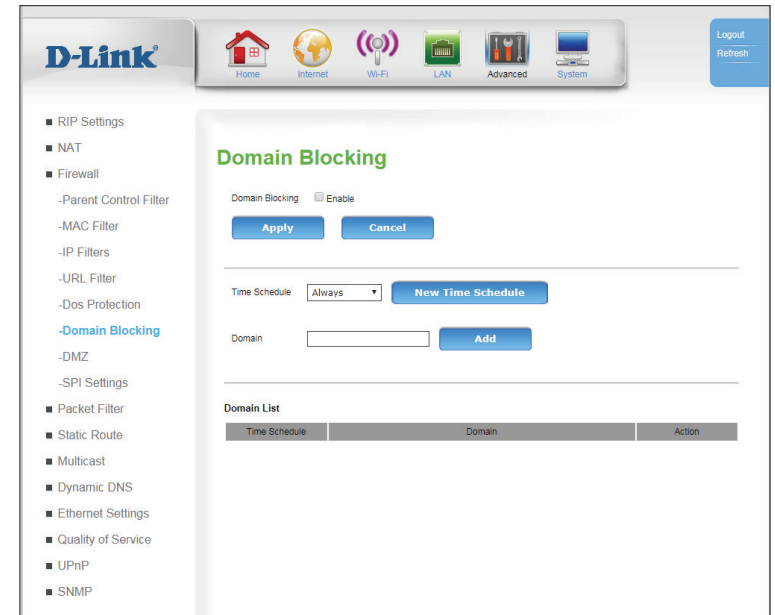 D-Link
Home Internet Wi-Fi LAN Advanced System
Logout
Refresh
RIP Settings
NAT
Firewall
-Parent Control Filter
-MAC Filter
-IP Filters
-URL Filter
-Dos Protection
-Domain Blocking
-DMZ
-SPI Settings
Packet Filter
Static Route
Multicast
Dynamic DNS
Ethernet Settings
Quality of Service
UPnP
SNMP
Domain Blocking
Domain Blocking Enable
Apply Cancel
Time Schedule Always New Time Schedule
Domain Add
Domain List
Time Schedule Domain Action